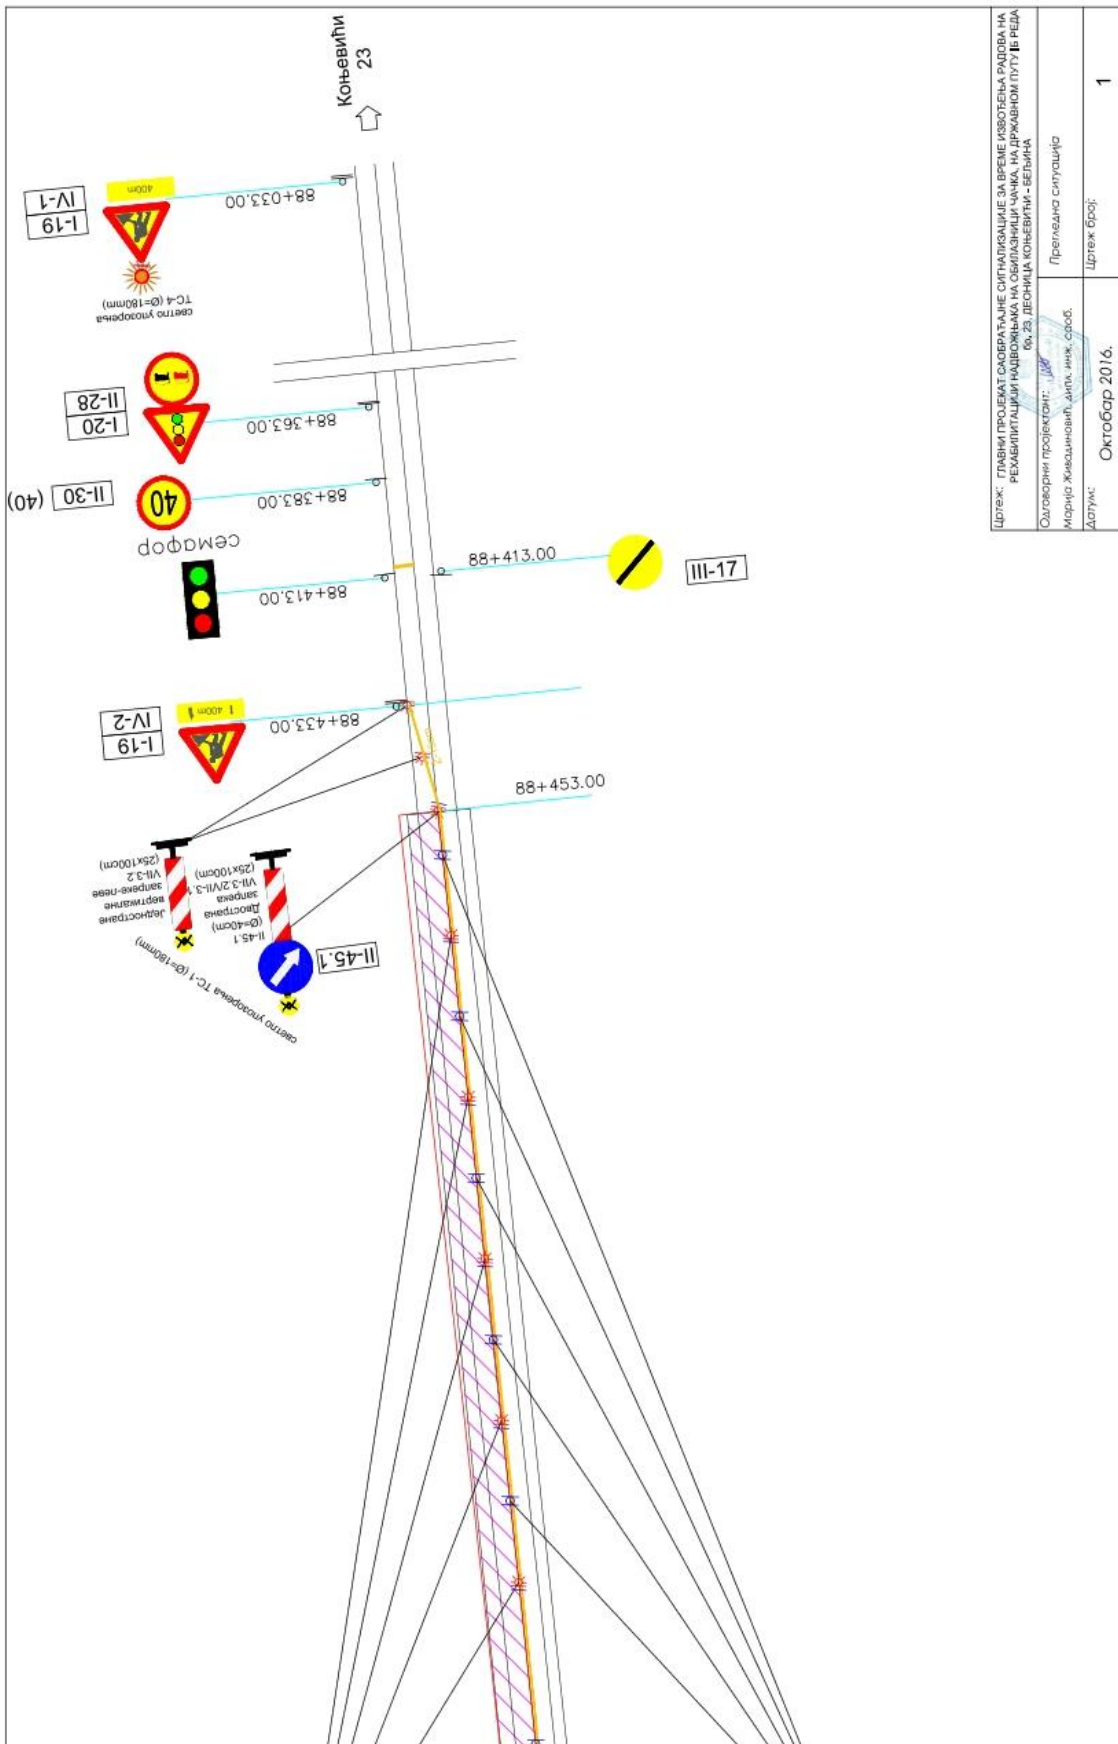 Коњевићи
23
400m
88+033.00
I-19
IV-1
светло упозорења
ТС-4 (Ø=180mm)
88+363.00
I-20
II-28
40
88+383.00
II-30
(40)
семафор
88+413.00
88+413.00
III-17
400m
88+433.00
I-19
IV-2
88+453.00
Једностране
вертикалне
запреке-леве
VII-3.2
(25x100cm)
II-45.1
(Ø=40cm)
Двострана
запрека
VII-3.2/VII-3.1
(25x100cm)
II-45.1
светло упозорења ТС-1 (Ø=180mm)
Цртеж: ГЛАВНИ ПРОЈЕКАТ САОБРАЋАЈНЕ СИГНАЛИЗАЦИЈЕ ЗА ВРЕМЕ ИЗВОЂЕЊА РАДОВА НА
РЕХАБИЛИТАЦИЈИ НАДВОЖЊАКА НА ОБИЛАЗНИЦИ ЧАЧКА, НА ДРЖАВНОМ ПУТУ IБ РЕДА
бр. 23, ДЕОНИЦА КОЊЕВИЋИ - БЕЉИНА
Одговорни пројектант:
Марија Живадиновић, дипл. инж. саоб.
Прегледна ситуација
Датум:
Октобар 2016.
Цртеж број:
1